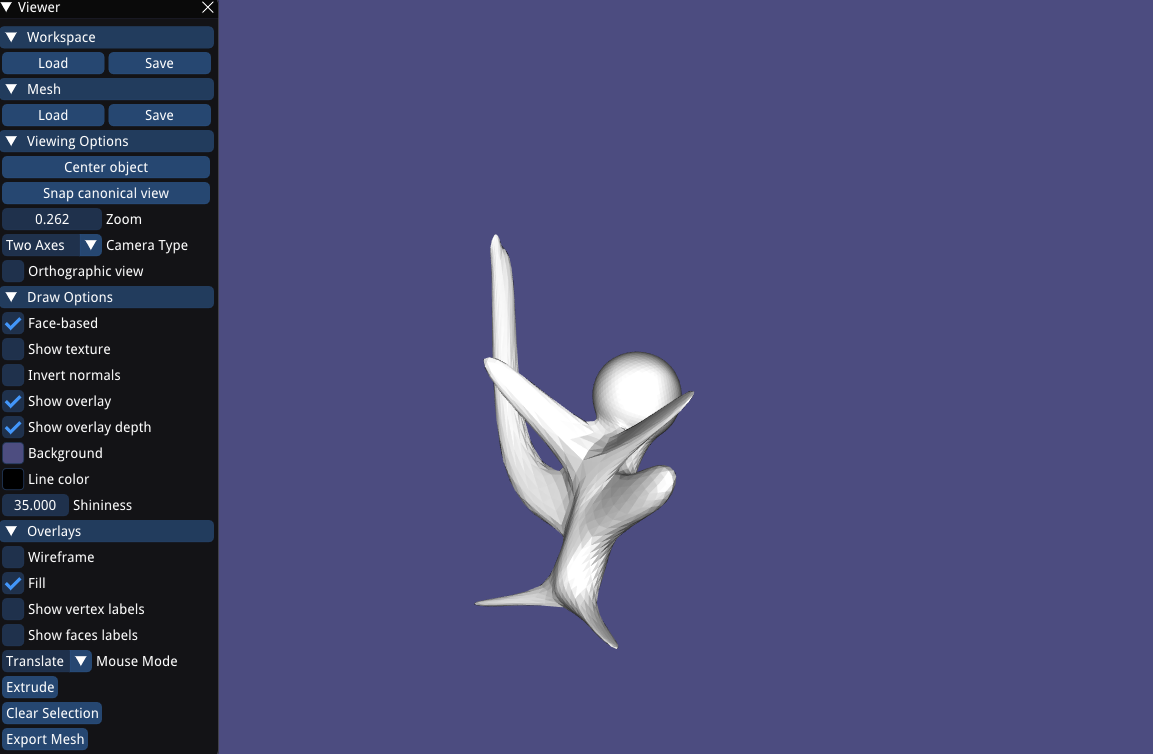 Viewer
Workspace
Load Save
Mesh
Load Save
Viewing Options
Center object
Snap canonical view
0.262 Zoom
Two Axes Camera Type
Orthographic view
Draw Options
Face-based
Show texture
Invert normals
Show overlay
Show overlay depth
Background
Line color
35.000 Shininess
Overlays
Wireframe
Fill
Show vertex labels
Show faces labels
Translate Mouse Mode
Extrude
Clear Selection
Export Mesh